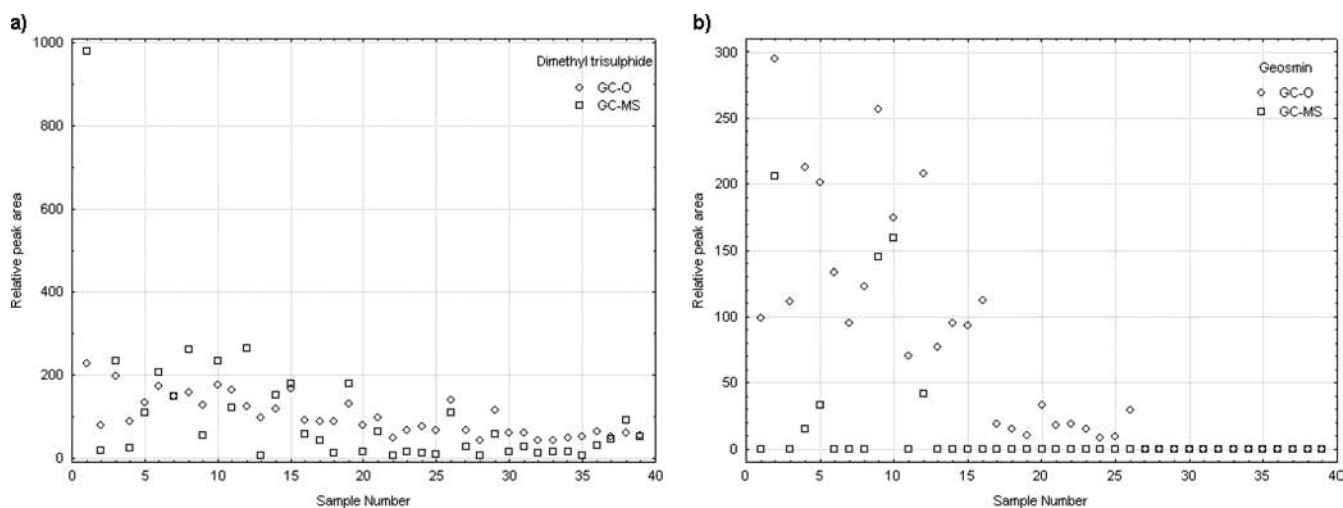 a)
Dimethyl trisulphide
GC-O
GC-MS
1000
800
600
400
200
0
Relative peak area
0 5 10 15 20 25 30 35 40
Sample Number
b)
Geosmin
GC-O
GC-MS
300
250
200
150
100
50
0
Relative peak area
0 5 10 15 20 25 30 35 40
Sample Number